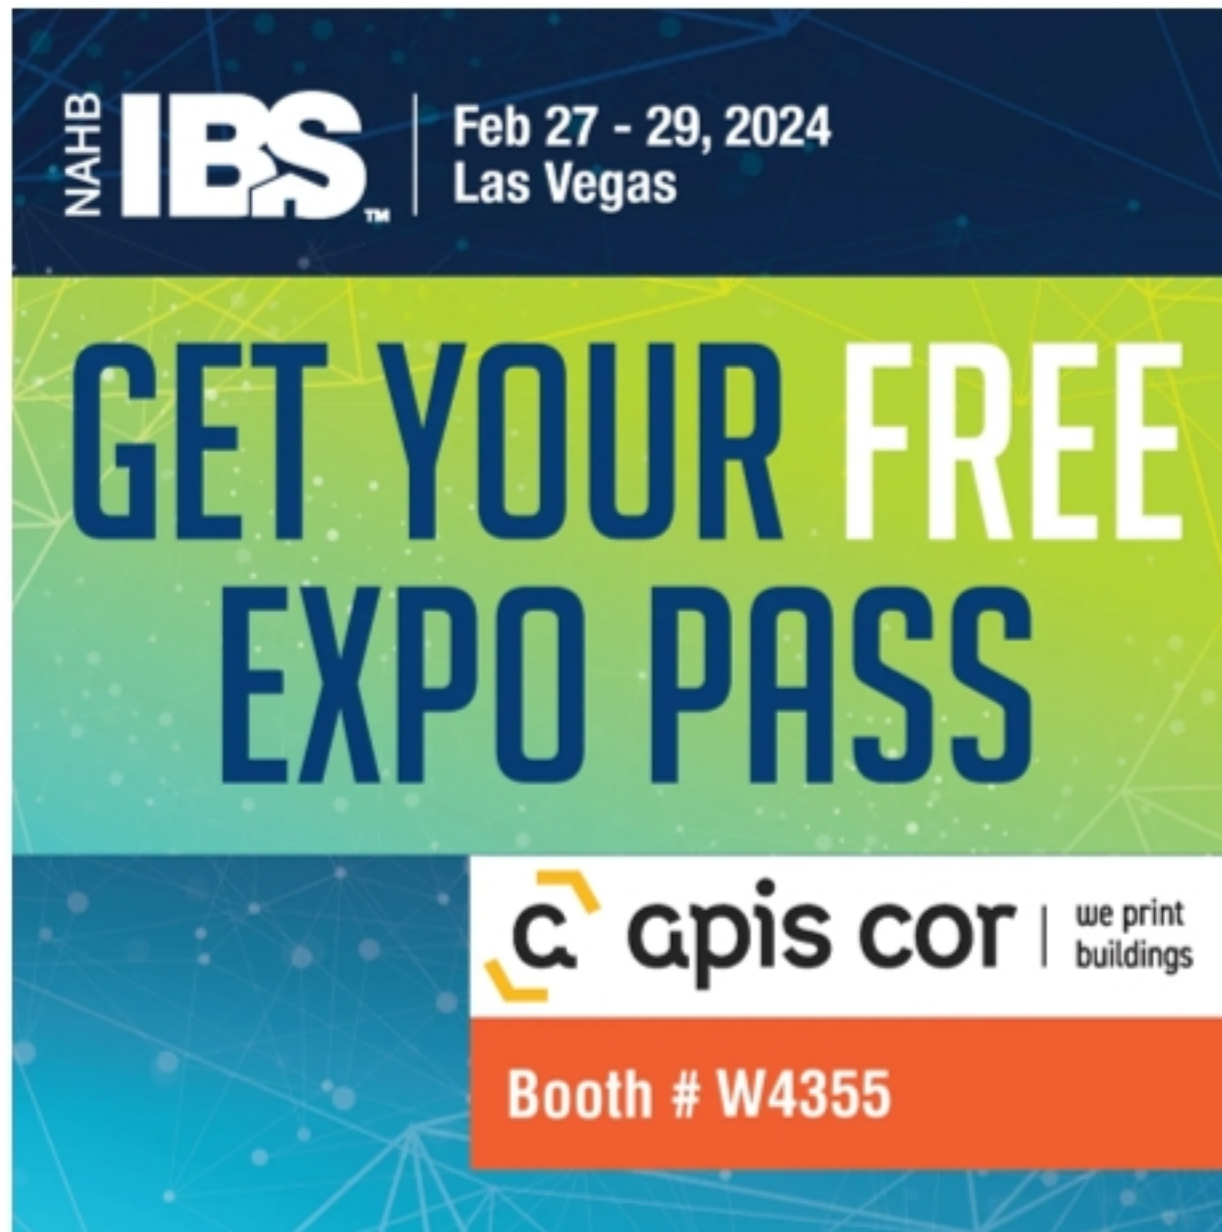 NAHB
IBS™
Feb 27 - 29, 2024
Las Vegas
GET YOUR FREE
EXPO PASS
a apis cor
we print
buildings
Booth # W4355